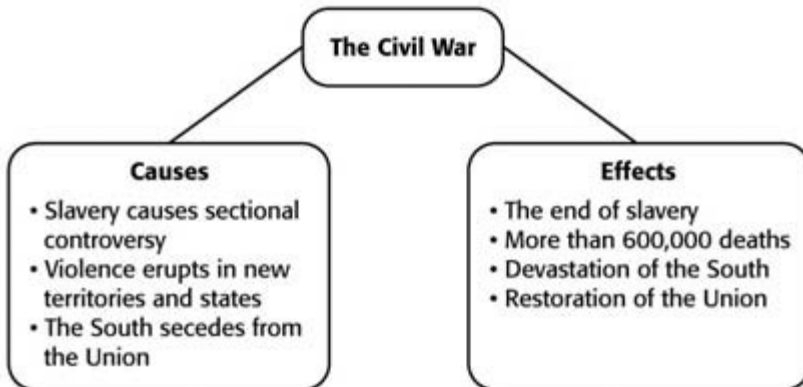 The Civil War
Causes
• Slavery causes sectional
controversy
• Violence erupts in new
territories and states
• The South secedes from
the Union
Effects
• The end of slavery
• More than 600,000 deaths
• Devastation of the South
• Restoration of the Union